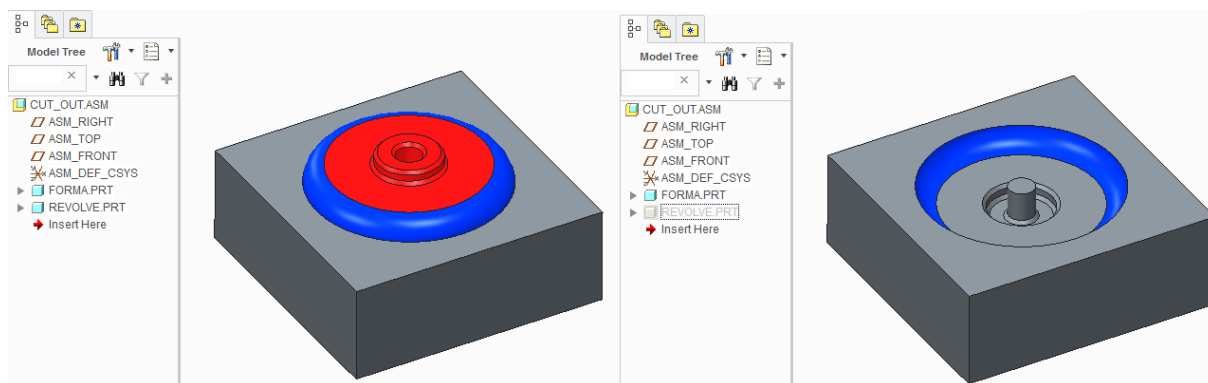 Model Tree
CUT_OUT.ASM
ASM_RIGHT
ASM_TOP
ASM_FRONT
ASM_DEF_CSYS
FORMA.PRT
REVOLVE.PRT
Insert Here
Model Tree
CUT_OUT.ASM
ASM_RIGHT
ASM_TOP
ASM_FRONT
ASM_DEF_CSYS
FORMA.PRT
REVOLVE.PRT
Insert Here